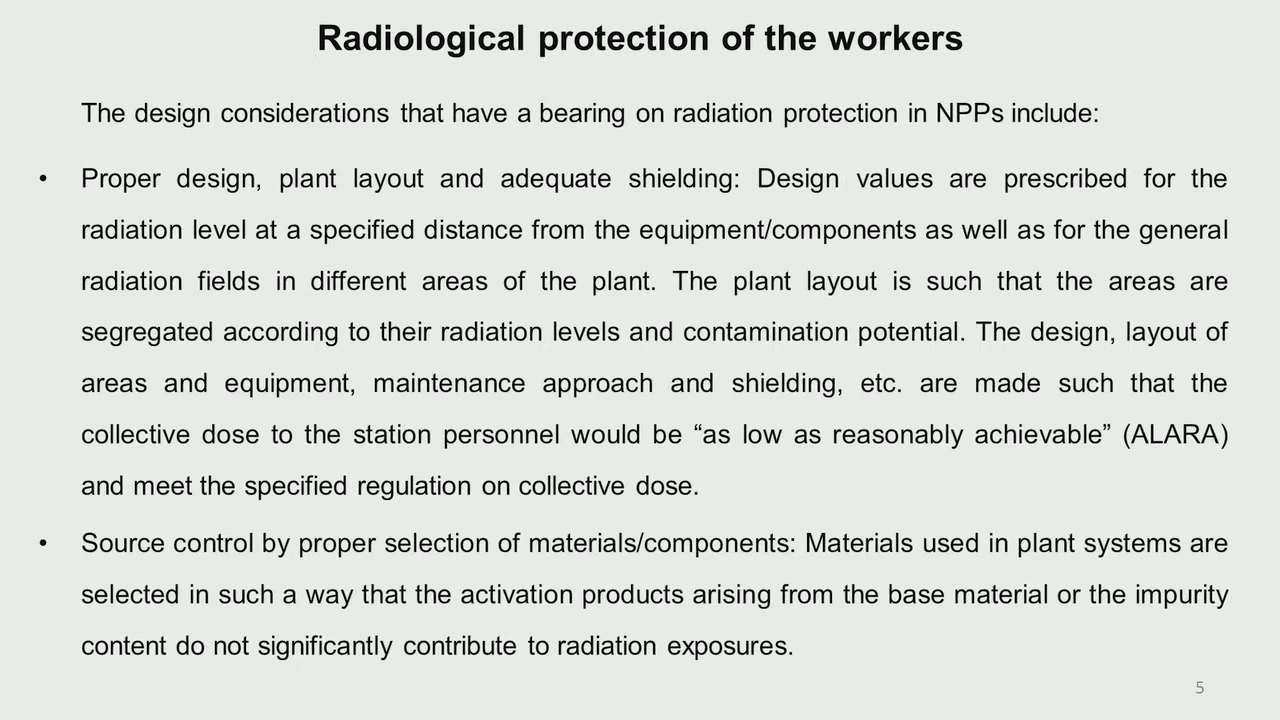 Radiological protection of the workers
The design considerations that have a bearing on radiation protection in NPPs include:
• Proper design, plant layout and adequate shielding: Design values are prescribed for the
radiation level at a specified distance from the equipment/components as well as for the general
radiation fields in different areas of the plant. The plant layout is such that the areas are
segregated according to their radiation levels and contamination potential. The design, layout of
areas and equipment, maintenance approach and shielding, etc. are made such that the
collective dose to the station personnel would be “as low as reasonably achievable” (ALARA)
and meet the specified regulation on collective dose.
• Source control by proper selection of materials/components: Materials used in plant systems are
selected in such a way that the activation products arising from the base material or the impurity
content do not significantly contribute to radiation exposures.
5